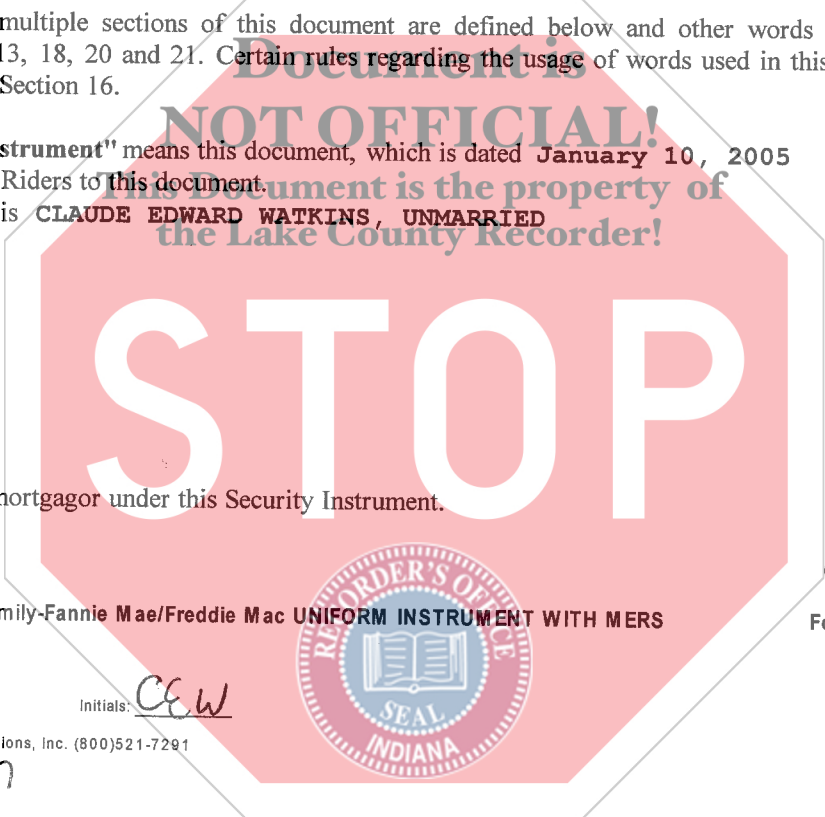 multiple sections of this document are defined below and other words
13, 18, 20 and 21. Certain rules regarding the usage of words used in this
Section 16.
Document is
NOT OFFICIAL!
This Document is the property of
the Lake County Recorder!
strument" means this document, which is dated January 10, 2005
Riders to this document.
is CLAUDE EDWARD WATKINS, UNMARRIED
STOP
nortgagor under this Security Instrument.
mily-Fannie Mae/Freddie Mac UNIFORM INSTRUMENT WITH MERS
RECORDER'S OFFICE
SEAL
INDIANA
Initials: CEW
ions, Inc. (800)521-7291